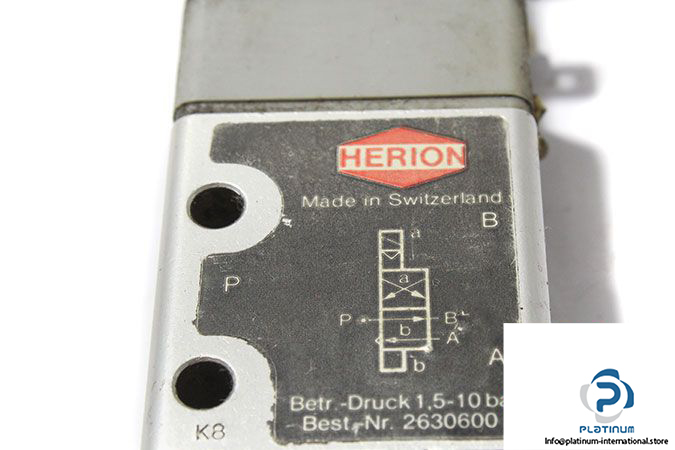 HERION
Made in Switzerland
B
a
a
P
P B
b
A
A
b
Betr.-Druck 1,5-10 ba
Best.-Nr. 2630600
K8
PLATINUM
info@platinum-international.store